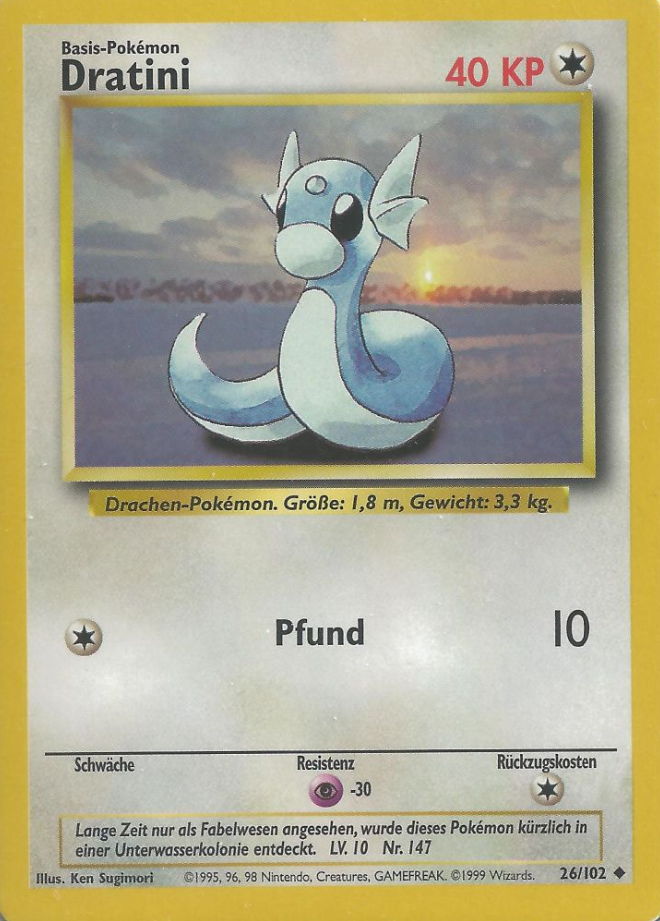 Basis-Pokémon
Dratini
40 KP
Drachen-Pokémon. Größe: 1,8 m, Gewicht: 3,3 kg.
Pfund 10
Schwäche Resistenz Rückzugskosten
-30
Lange Zeit nur als Fabelwesen angesehen, wurde dieses Pokémon kürzlich in
einer Unterwasserkolonie entdeckt. LV. 10 Nr. 147
Illus. Ken Sugimori ©1995, 96, 98 Nintendo, Creatures, GAMEFREAK. ©1999 Wizards. 26/102